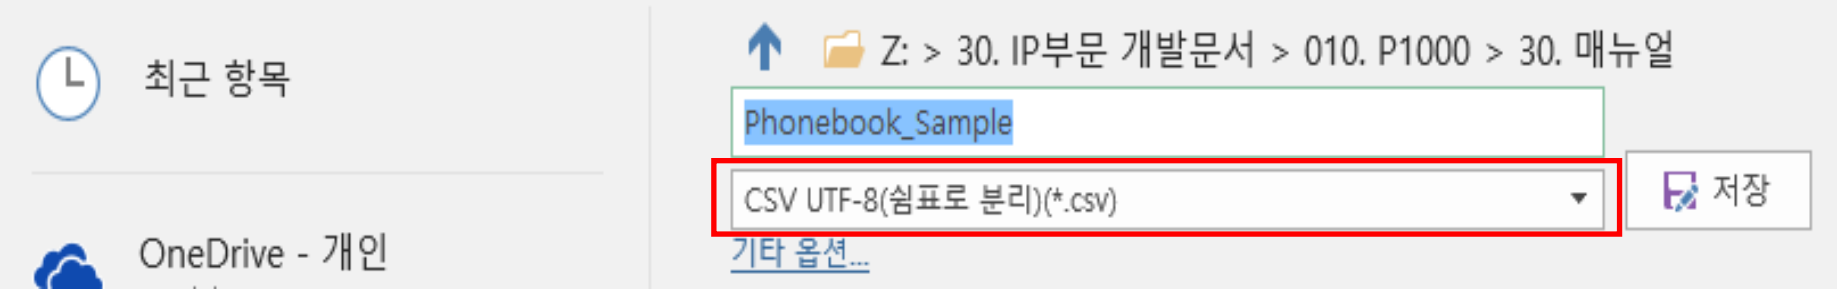 최근 항목
OneDrive - 개인
Z: > 30. IP부문 개발문서 > 010. P1000 > 30. 매뉴얼
Phonebook_Sample
CSV UTF-8(쉼표로 분리)(*.csv)
저장
기타 옵션...